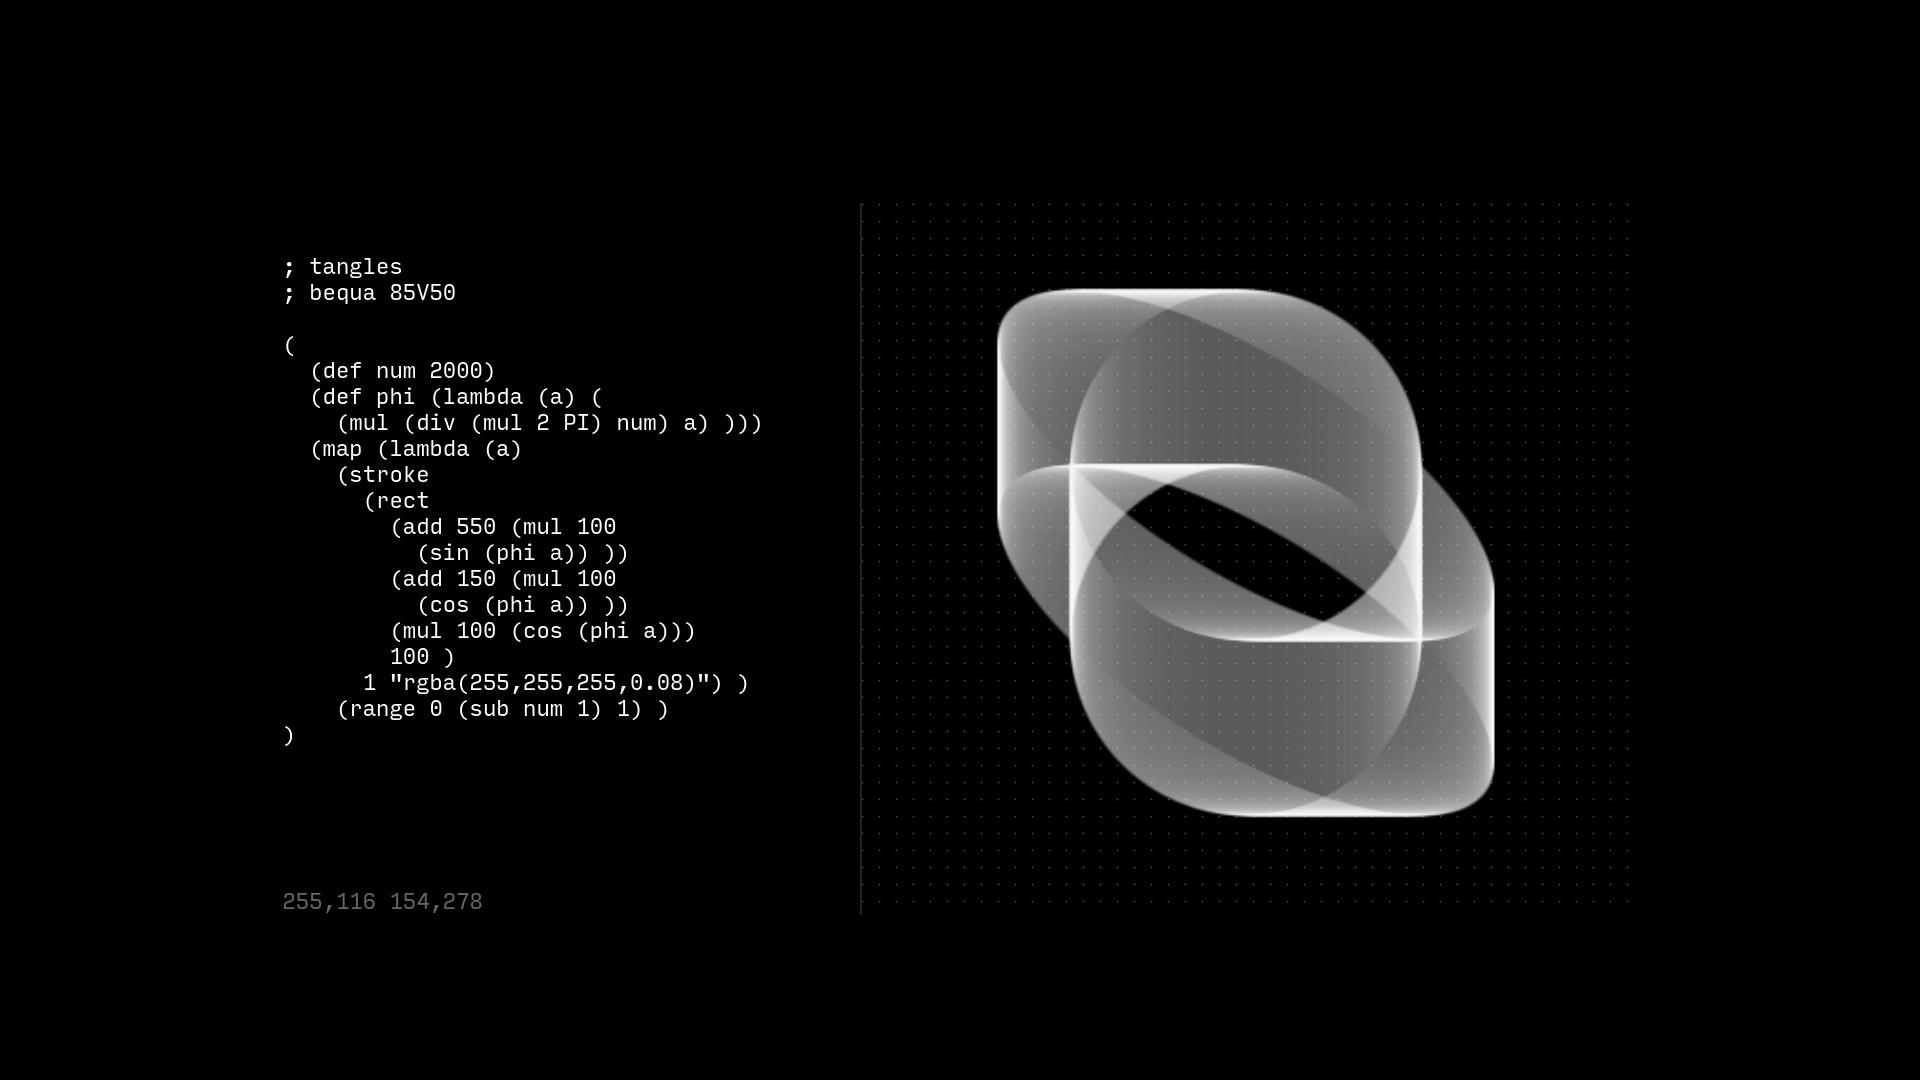 ; tangles
; bequa 85V50
(
(def num 2000)
(def phi (lambda (a) (
(mul (div (mul 2 PI) num) a) )))
(map (lambda (a)
(stroke
(rect
(add 550 (mul 100
(sin (phi a)) ))
(add 150 (mul 100
(cos (phi a)) ))
(mul 100 (cos (phi a)))
100 )
1 "rgba(255,255,255,0.08)") )
(range 0 (sub num 1) 1) )
)
255,116 154,278